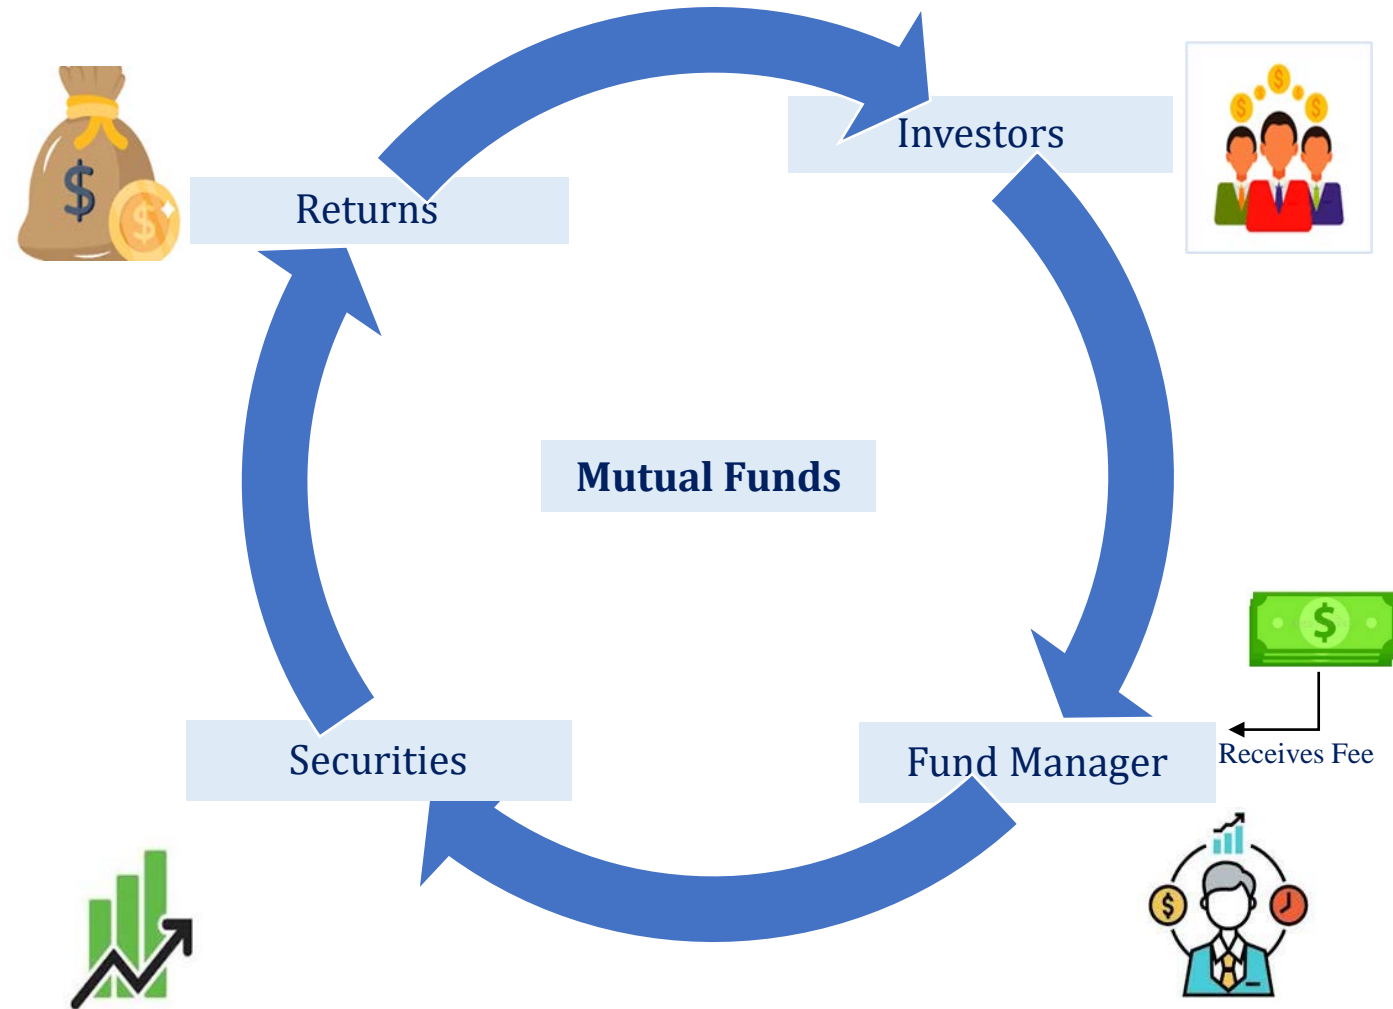 Investors
Returns
Mutual Funds
Securities
Fund Manager
Receives Fee